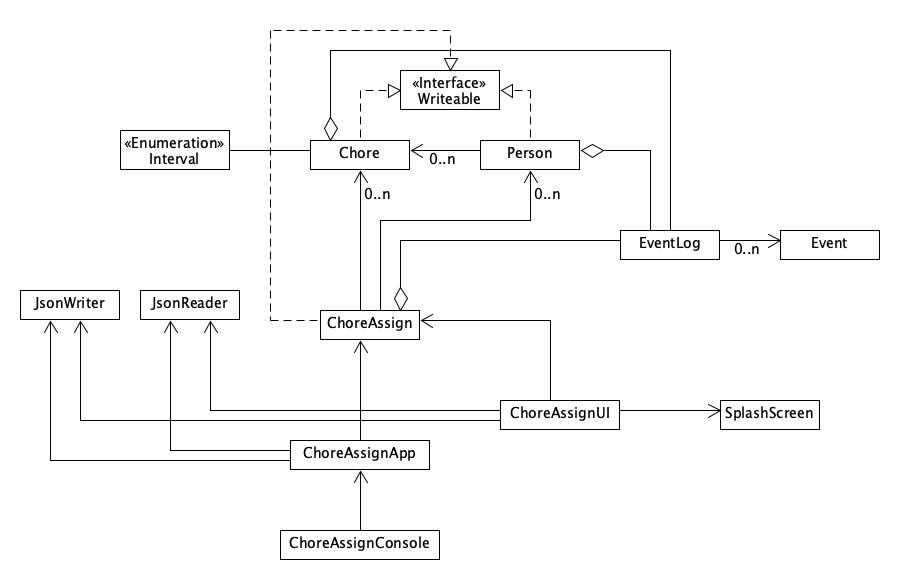 «Interface»
Writeable
«Enumeration»
Interval
Chore
0..n
Person
0..n
0..n
EventLog
0..n
Event
JsonWriter
JsonReader
ChoreAssign
ChoreAssignUI
SplashScreen
ChoreAssignApp
ChoreAssignConsole